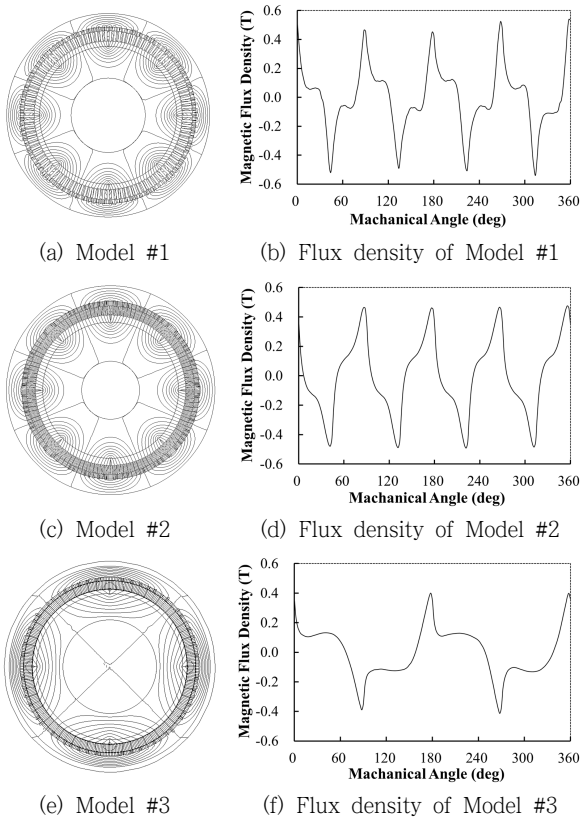 0.6
0.4
0.2
0.0
-0.2
-0.4
-0.6
0 60 120 180 240 300 360
Magnetic Flux Density (T)
Machanical Angle (deg)
(a) Model #1
(b) Flux density of Model #1
0.6
0.4
0.2
0.0
-0.2
-0.4
-0.6
0 60 120 180 240 300 360
Magnetic Flux Density (T)
Machanical Angle (deg)
(c) Model #2
(d) Flux density of Model #2
0.6
0.4
0.2
0.0
-0.2
-0.4
-0.6
0 60 120 180 240 300 360
Magnetic Flux Density (T)
Machanical Angle (deg)
(e) Model #3
(f) Flux density of Model #3